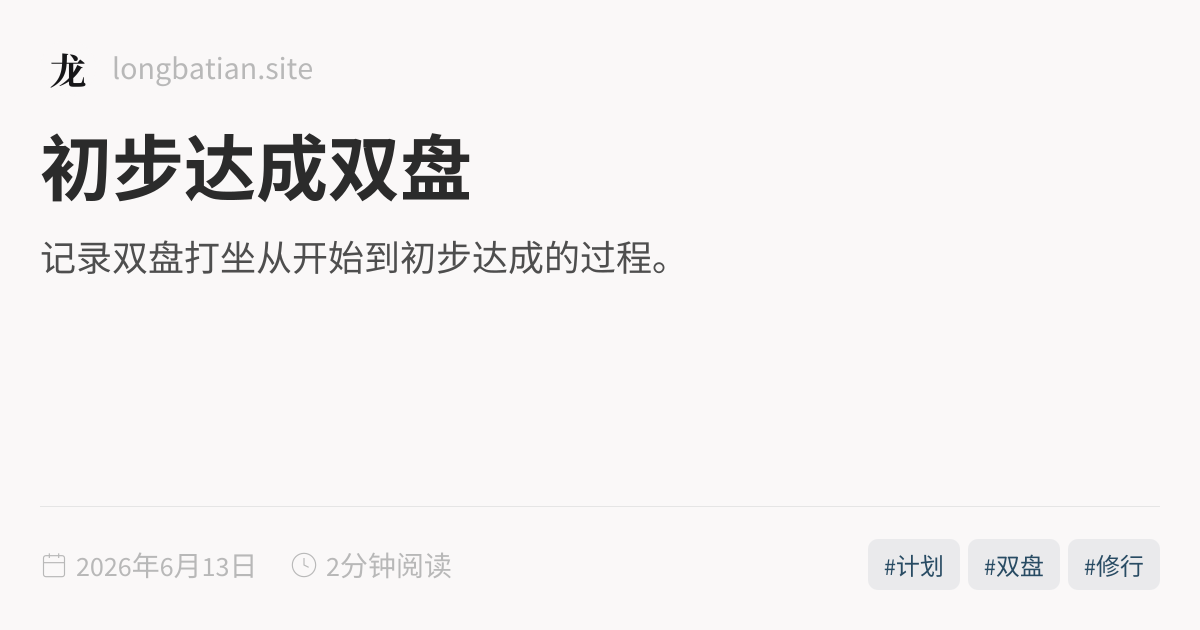 龙 longbatian.site
初步达成双盘
记录双盘打坐从开始到初步达成的过程。
2026年6月13日 2分钟阅读 #计划 #双盘 #修行